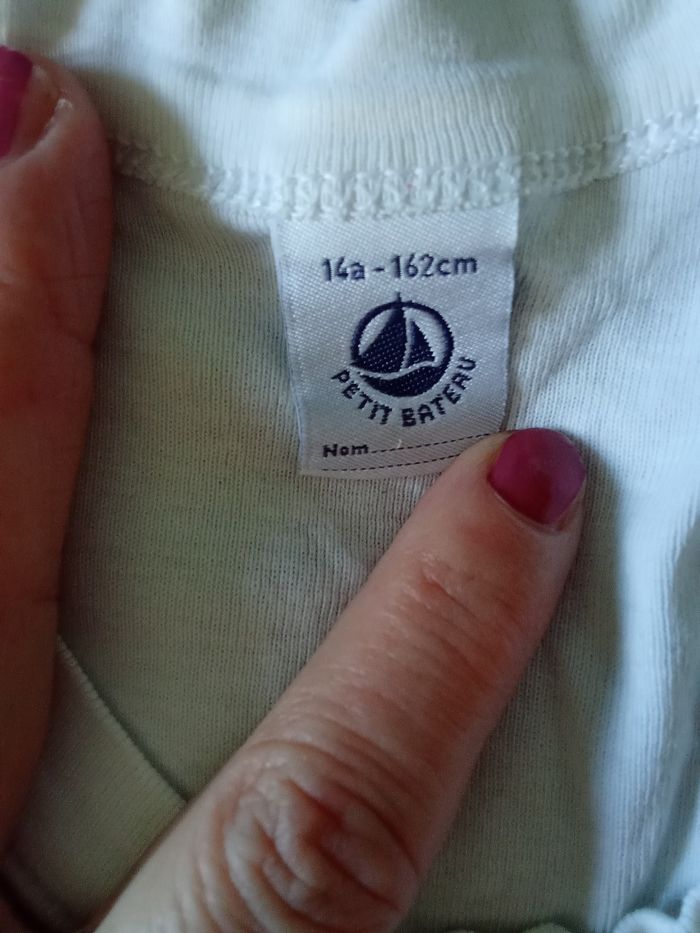 14a - 162cm
PETIT BATEAU
Nom